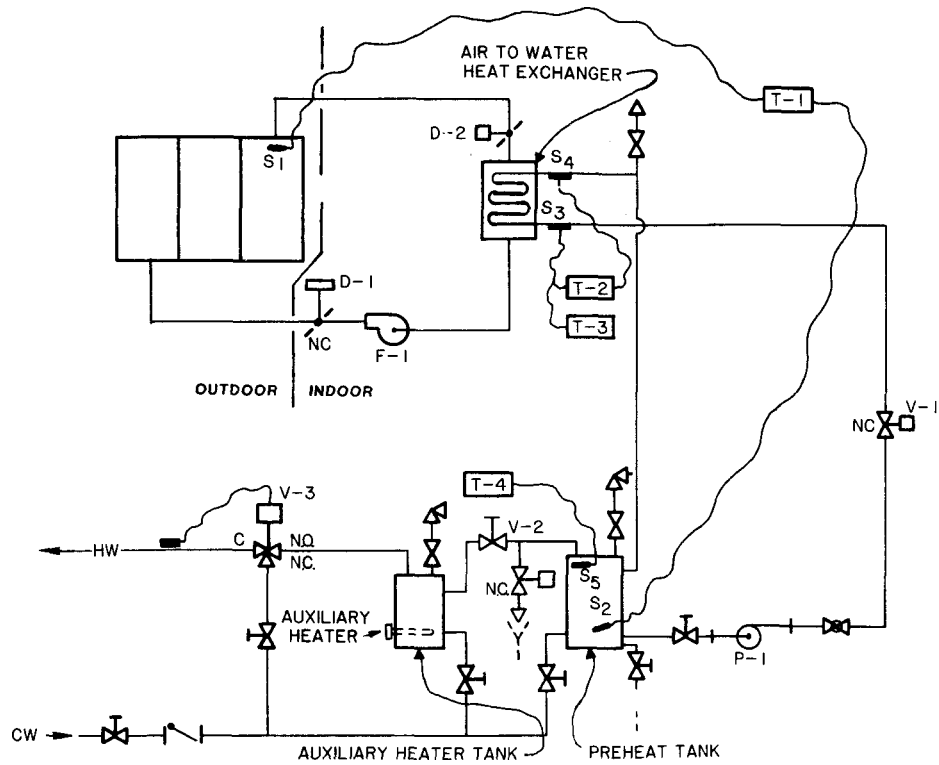 AIR TO WATER
HEAT EXCHANGER
T-1
D-2
S1
S4
S3
D-1
T-2
T-3
NC
F-1
OUTDOOR
INDOOR
V-1
NC
T-4
V-3
V-2
HW
C
N.O.
N.C.
NC.
S5
S2
AUXILIARY
HEATER
P-1
CW
AUXILIARY HEATER TANK
PREHEAT TANK